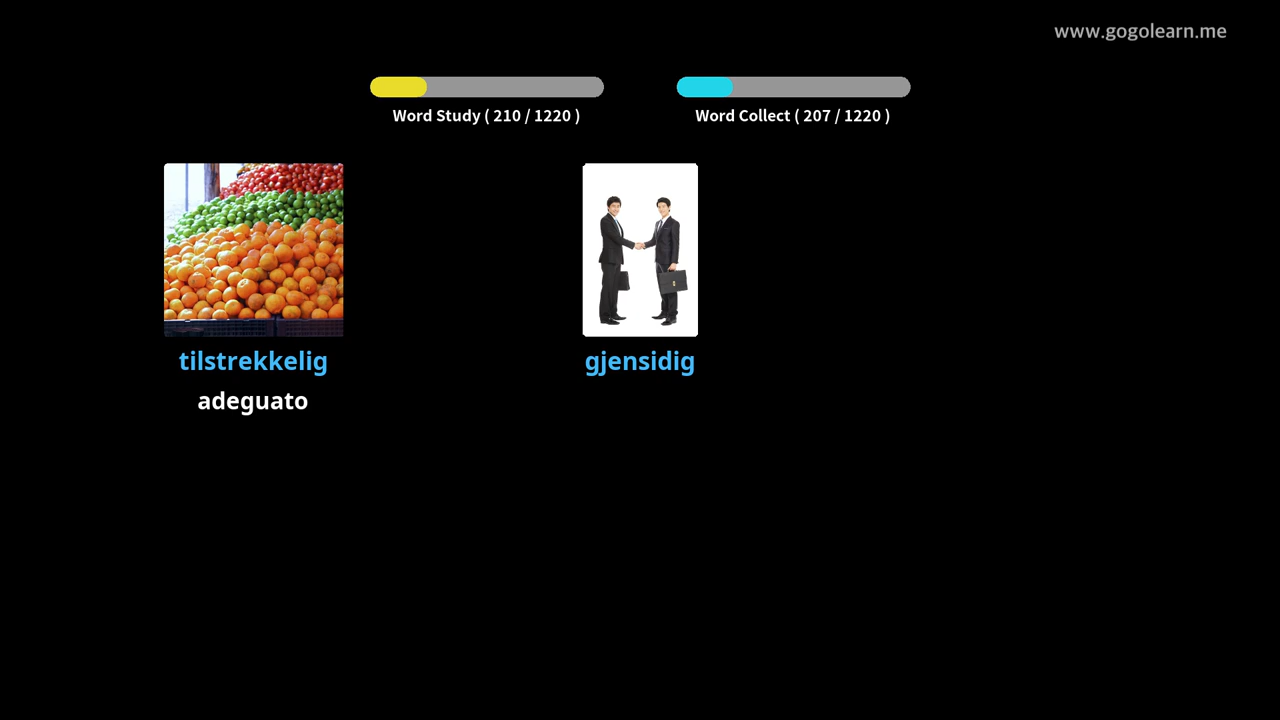 www.gogolearn.me
Word Study ( 210 / 1220 )
Word Collect ( 207 / 1220 )
tilstrekkelig
gjensidig
adeguato